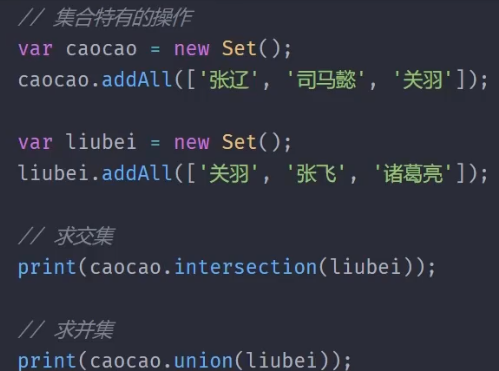 // 集合特有的操作
var caocao = new Set();
caocao.addAll(['张辽', '司马懿', '关羽']);
var liubei = new Set();
liubei.addAll(['关羽', '张飞', '诸葛亮']);
// 求交集
print(caocao.intersection(liubei));
// 求并集
print(caocao.union(liubei));